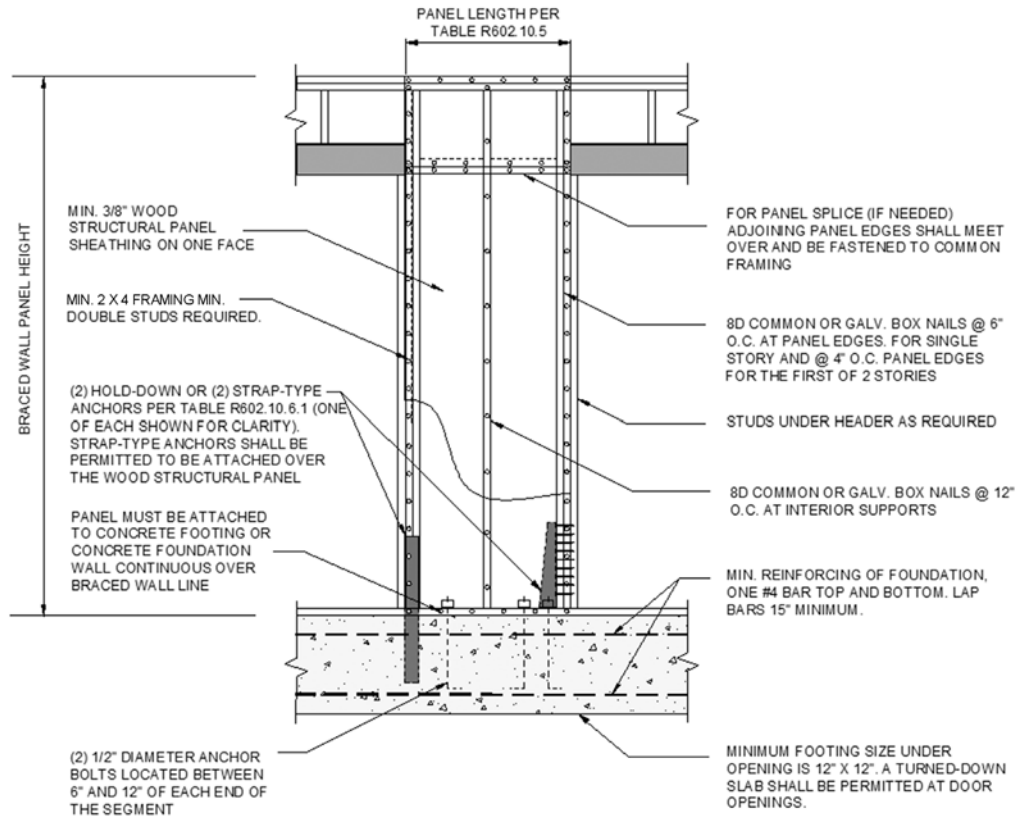 PANEL LENGTH PER
TABLE R602.10.5
BRACED WALL PANEL HEIGHT
MIN. 3/8" WOOD
STRUCTURAL PANEL
SHEATHING ON ONE FACE
MIN. 2 X 4 FRAMING MIN.
DOUBLE STUDS REQUIRED.
(2) HOLD-DOWN OR (2) STRAP-TYPE
ANCHORS PER TABLE R602.10.6.1 (ONE
OF EACH SHOWN FOR CLARITY).
STRAP-TYPE ANCHORS SHALL BE
PERMITTED TO BE ATTACHED OVER
THE WOOD STRUCTURAL PANEL
PANEL MUST BE ATTACHED
TO CONCRETE FOOTING OR
CONCRETE FOUNDATION
WALL CONTINUOUS OVER
BRACED WALL LINE
(2) 1/2" DIAMETER ANCHOR
BOLTS LOCATED BETWEEN
6" AND 12" OF EACH END OF
THE SEGMENT
FOR PANEL SPLICE (IF NEEDED)
ADJOINING PANEL EDGES SHALL MEET
OVER AND BE FASTENED TO COMMON
FRAMING
8D COMMON OR GALV. BOX NAILS @ 6"
O.C. AT PANEL EDGES. FOR SINGLE
STORY AND @ 4" O.C. PANEL EDGES
FOR THE FIRST OF 2 STORIES
STUDS UNDER HEADER AS REQUIRED
8D COMMON OR GALV. BOX NAILS @ 12"
O.C. AT INTERIOR SUPPORTS
MIN. REINFORCING OF FOUNDATION,
ONE #4 BAR TOP AND BOTTOM. LAP
BARS 15" MINIMUM.
MINIMUM FOOTING SIZE UNDER
OPENING IS 12" X 12". A TURNED-DOWN
SLAB SHALL BE PERMITTED AT DOOR
OPENINGS.